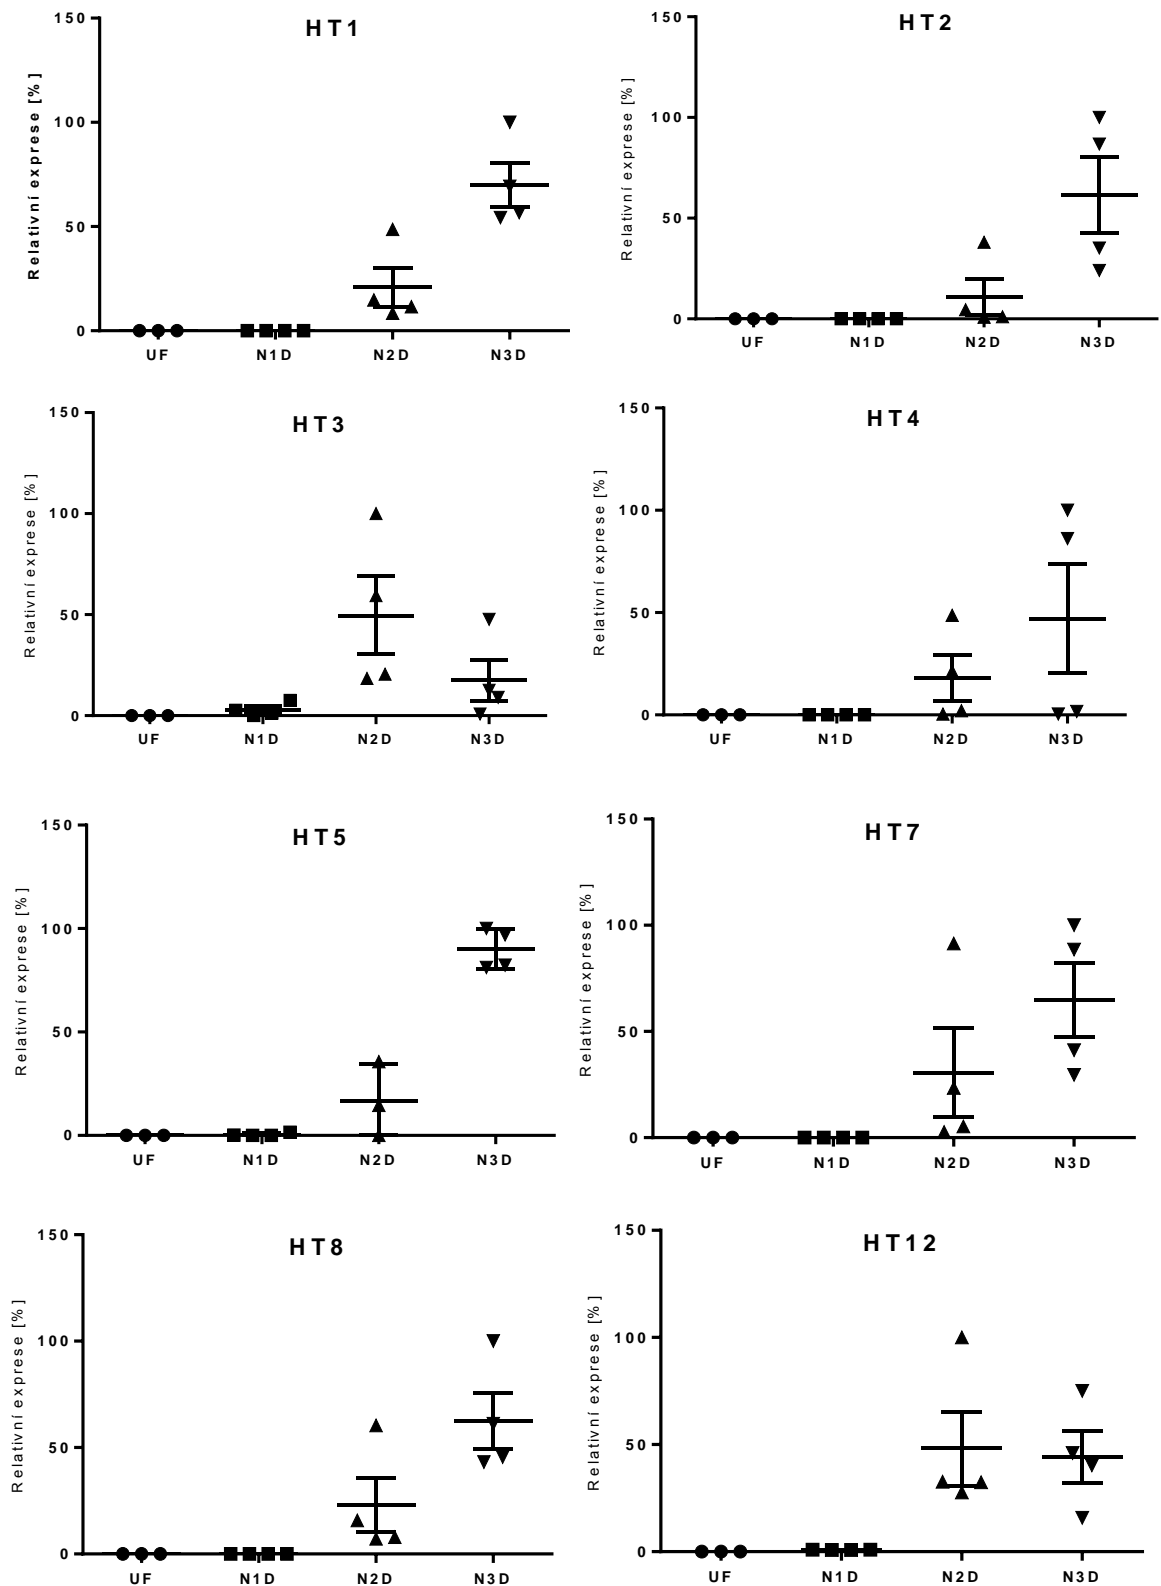 HT1
Relativní exprese [%]
150
100
50
0
UF N1D N2D N3D
HT2
Relativní exprese [%]
150
100
50
0
UF N1D N2D N3D
HT3
Relativní exprese [%]
150
100
50
0
UF N1D N2D N3D
HT4
Relativní exprese [%]
150
100
50
0
UF N1D N2D N3D
HT5
Relativní exprese [%]
150
100
50
0
UF N1D N2D N3D
HT7
Relativní exprese [%]
150
100
50
0
UF N1D N2D N3D
HT8
Relativní exprese [%]
150
100
50
0
UF N1D N2D N3D
HT12
Relativní exprese [%]
150
100
50
0
UF N1D N2D N3D